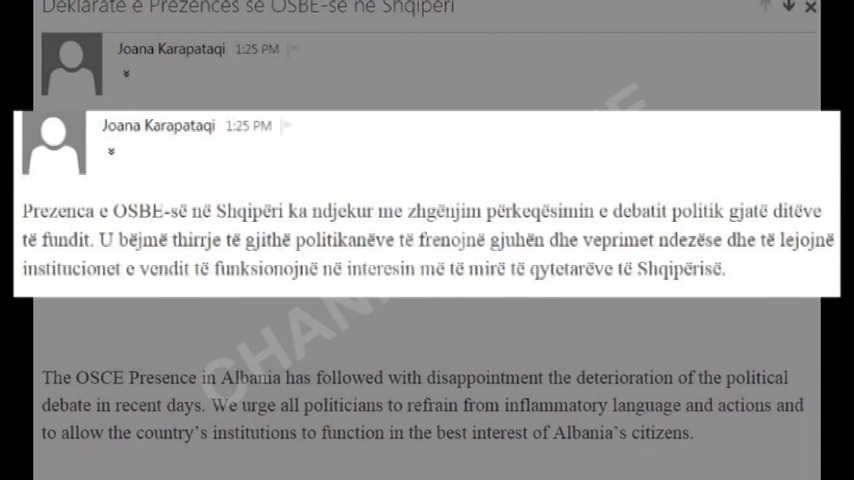 Deklaratë e Prezencës së OSBE-së në Shqipëri
Joana Karapataqi 1:25 PM
Joana Karapataqi 1:25 PM
Prezenca e OSBE-së në Shqipëri ka ndjekur me zhgënjim përkeqësimin e debatit politik gjatë ditëve
të fundit. U bëjmë thirrje të gjithë politikanëve të frenojnë gjuhën dhe veprimet ndezëse dhe të lejojnë
institucionet e vendit të funksionojnë në interesin më të mirë të qytetarëve të Shqipërisë.
The OSCE Presence in Albania has followed with disappointment the deterioration of the political
debate in recent days. We urge all politicians to refrain from inflammatory language and actions and
to allow the country's institutions to function in the best interest of Albania's citizens.